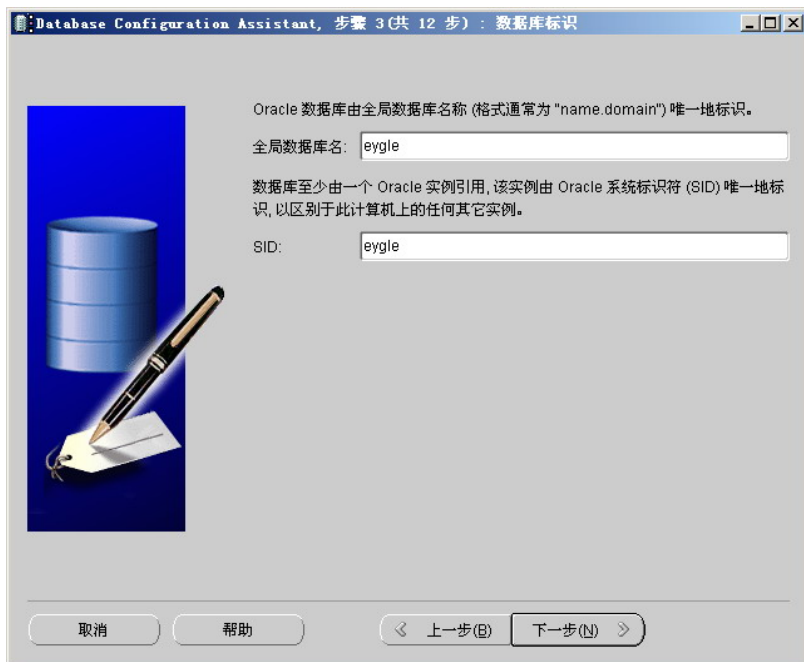 Database Configuration Assistant, 步骤 3(共 12 步) : 数据库标识
Oracle 数据库由全局数据库名称 (格式通常为 "name.domain") 唯一地标识。
全局数据库名: eygle
数据库至少由一个 Oracle 实例引用, 该实例由 Oracle 系统标识符 (SID) 唯一地标
识, 以区别于此计算机上的任何其它实例。
SID: eygle
取消 帮助 上一步(B) 下一步(N)